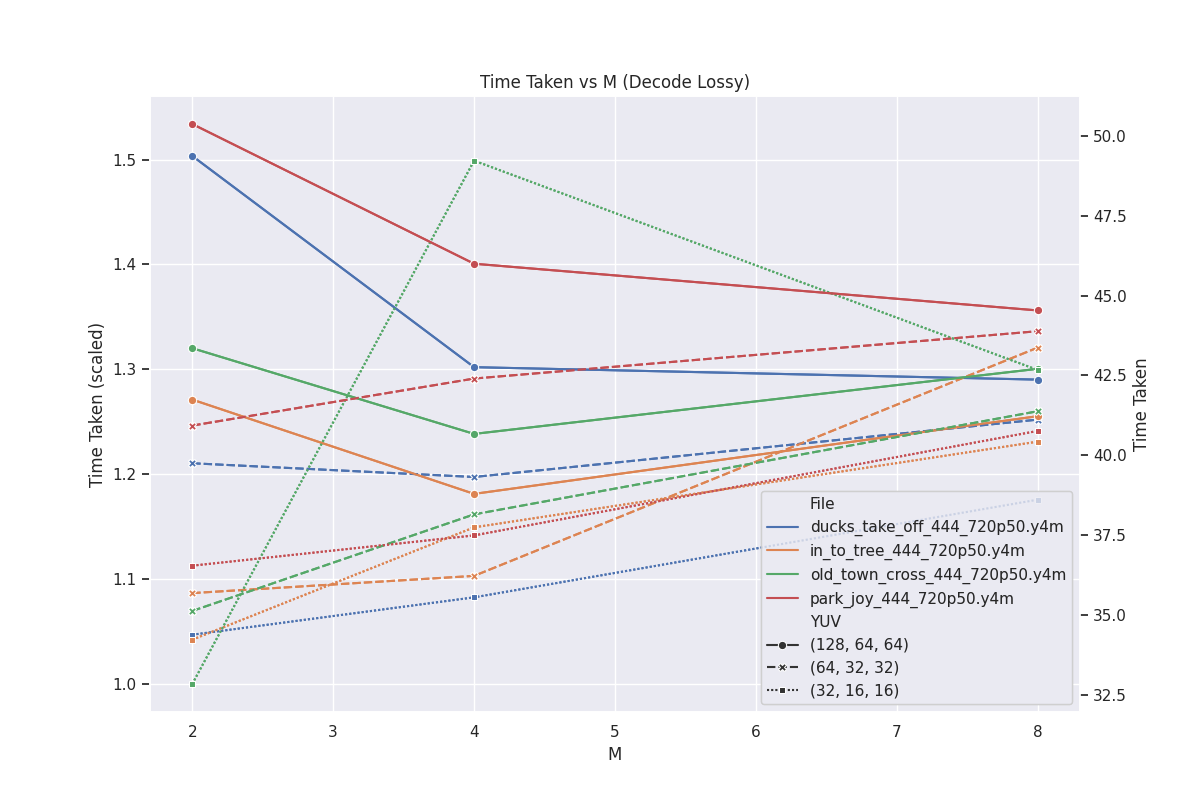 Time Taken vs M (Decode Lossy)
Time Taken (scaled)
1.5
1.4
1.3
1.2
1.1
1.0
50.0
47.5
45.0
42.5
40.0
37.5
35.0
32.5
Time Taken
File
ducks_take_off_444_720p50.y4m
in_to_tree_444_720p50.y4m
old_town_cross_444_720p50.y4m
park_joy_444_720p50.y4m
YUV
(128, 64, 64)
(64, 32, 32)
(32, 16, 16)
2 3 4 5 6 7 8
M